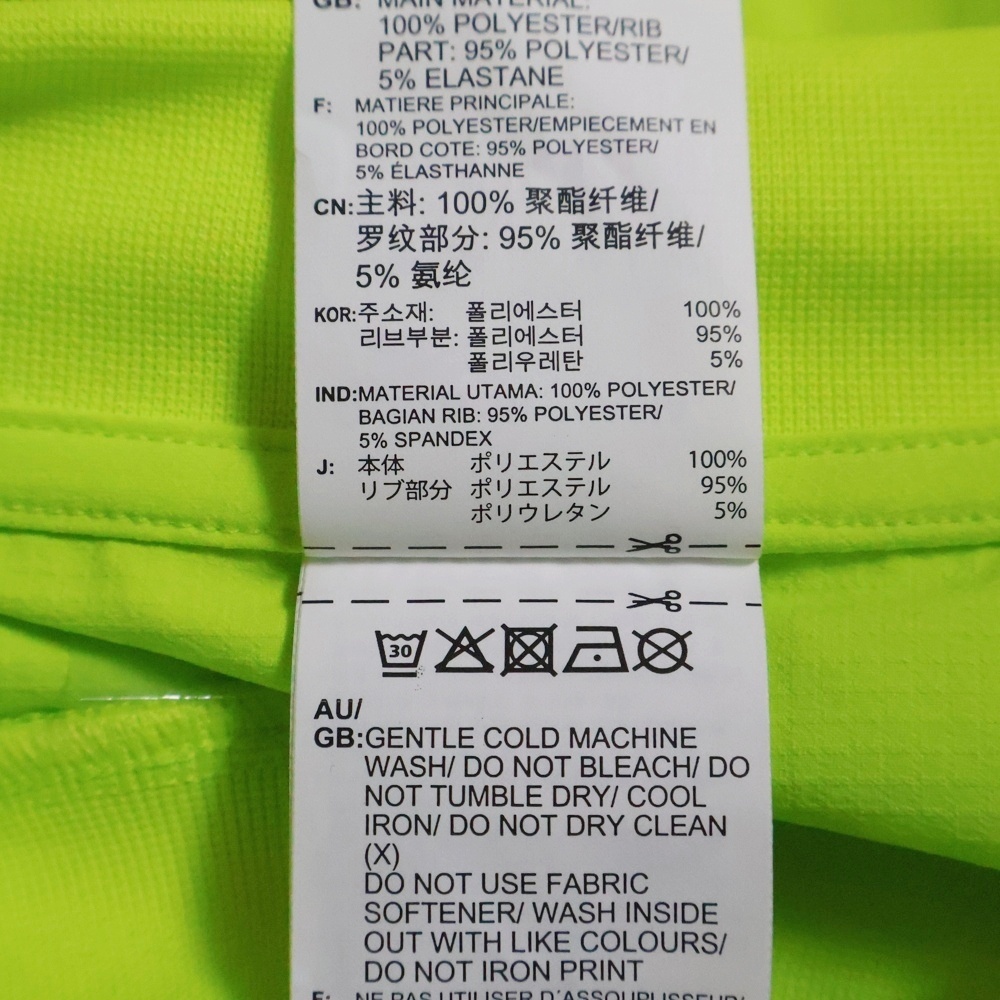 GB: MAIN MATERIAL:
100% POLYESTER/RIB
PART: 95% POLYESTER/
5% ELASTANE
F: MATIERE PRINCIPALE:
100% POLYESTER/EMPIECEMENT EN
BORD COTE: 95% POLYESTER/
5% ÉLASTHANNE
CN:主料: 100% 聚酯纤维/
罗纹部分: 95% 聚酯纤维/
5% 氨纶
KOR:주소재: 폴리에스터 100%
리브부분: 폴리에스터 95%
폴리우레탄 5%
IND:MATERIAL UTAMA: 100% POLYESTER/
BAGIAN RIB: 95% POLYESTER/
5% SPANDEX
J: 本体 ポリエステル 100%
リブ部分 ポリエステル 95%
ポリウレタン 5%
30
AU/
GB:GENTLE COLD MACHINE
WASH/ DO NOT BLEACH/ DO
NOT TUMBLE DRY/ COOL
IRON/ DO NOT DRY CLEAN
(X)
DO NOT USE FABRIC
SOFTENER/ WASH INSIDE
OUT WITH LIKE COLOURS/
DO NOT IRON PRINT
F: NE PAS UTILISER D'ASSOUPLISSEUR/